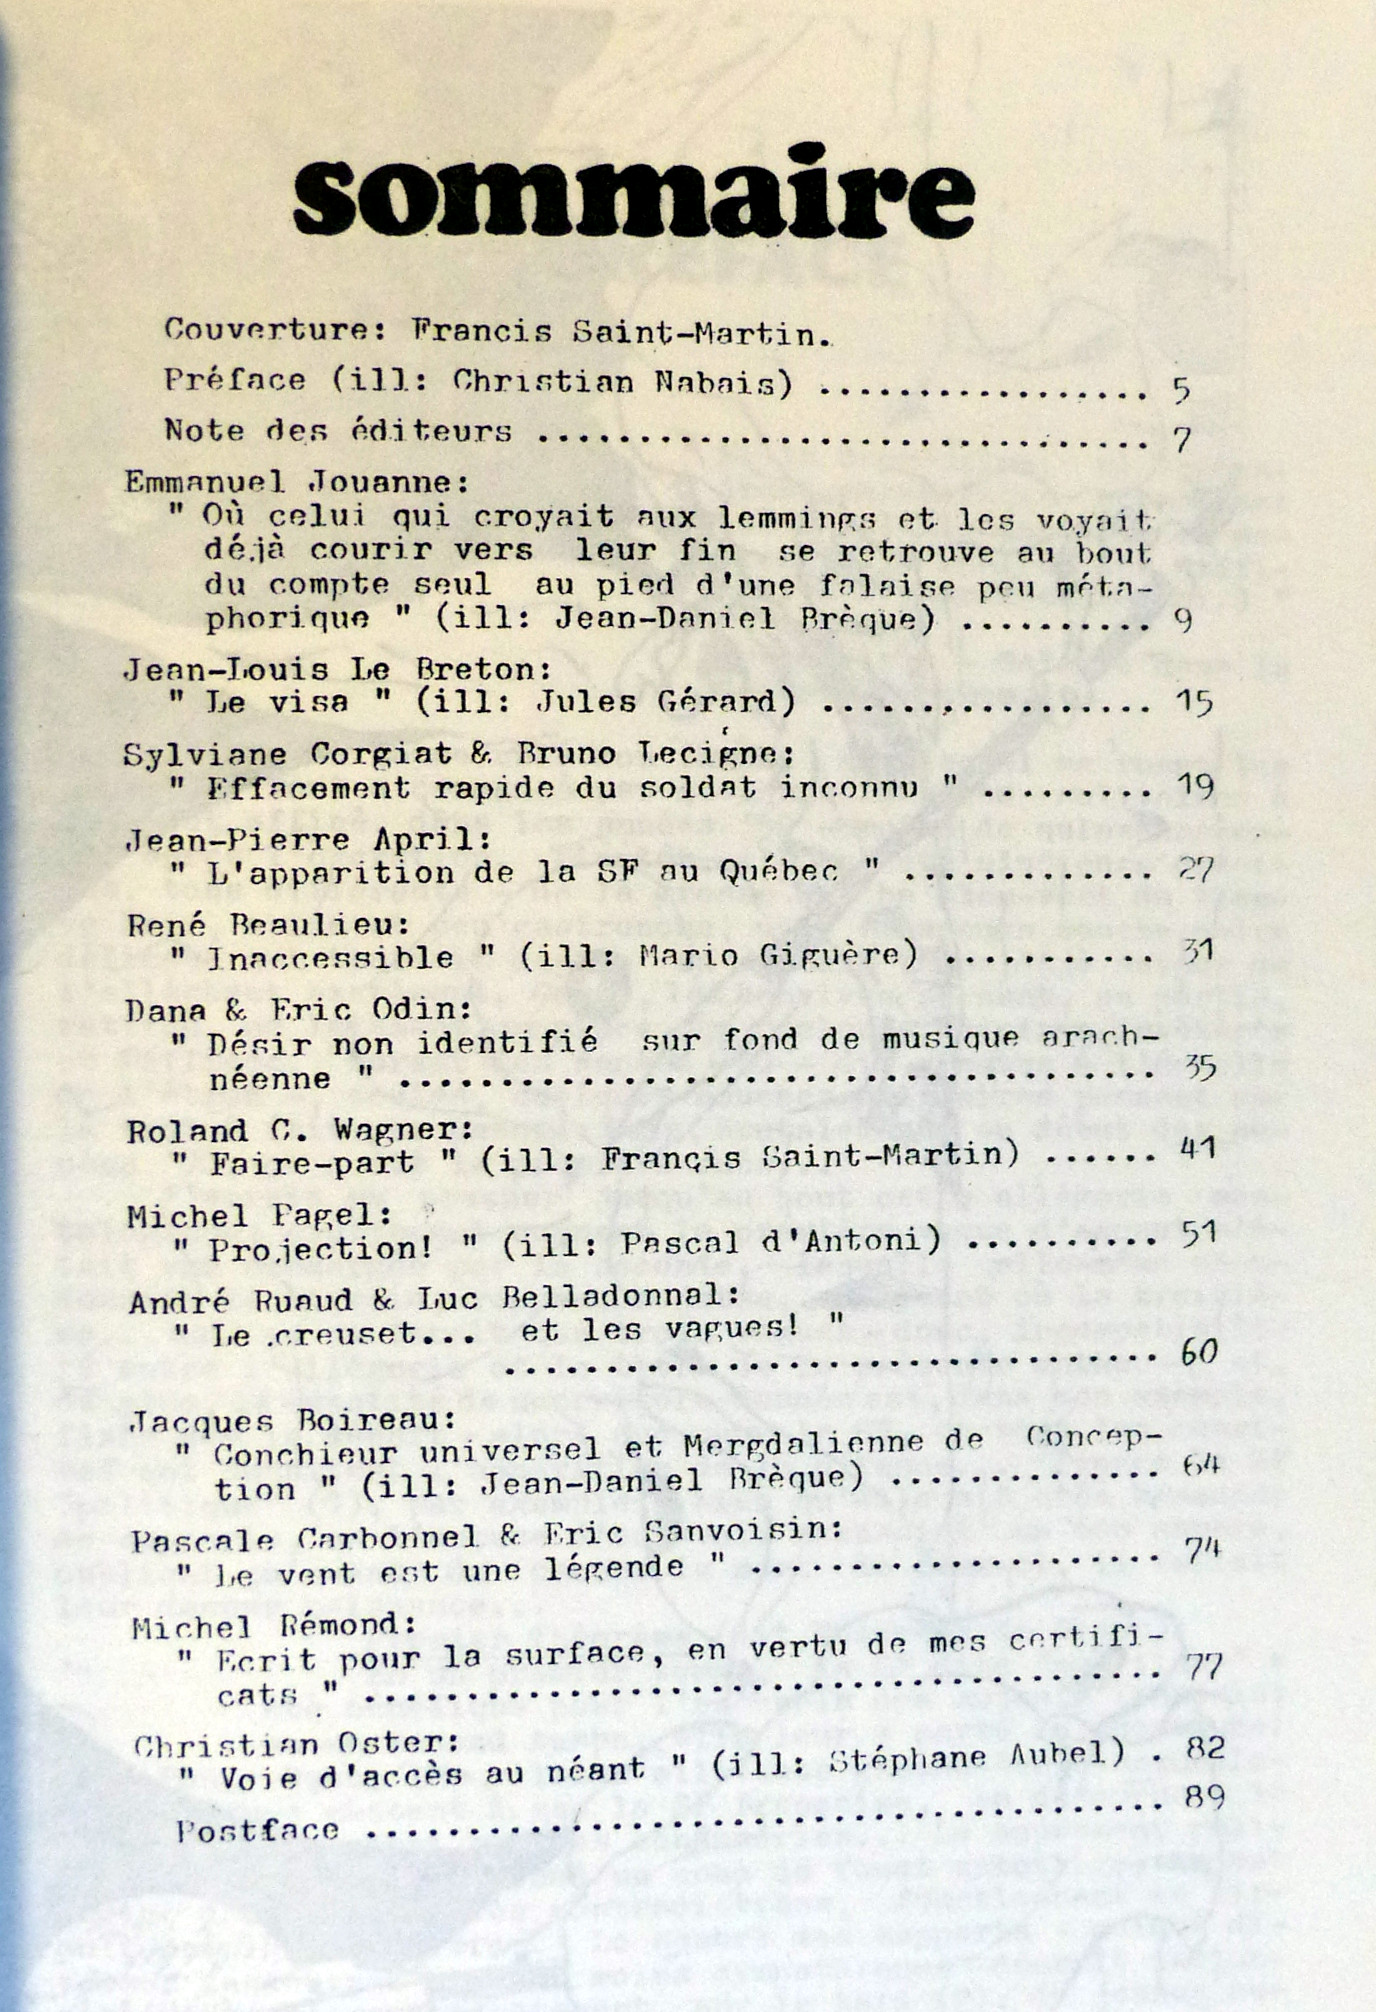 sommaire
Couverture: Francis Saint-Martin.
Préface (ill: Christian Nabais) ................. 5
Note des éditeurs ............................... 7
Emmanuel Jouanne:
" Où celui qui croyait aux lemmings et les voyait
déjà courir vers leur fin se retrouve au bout
du compte seul au pied d'une falaise peu méta-
phorique " (ill: Jean-Daniel Brèque) .......... 9
Jean-Louis Le Breton:
" Le visa " (ill: Jules Gérard) ................. 15
Sylviane Corgiat & Bruno Lecigne:
" Effacement rapide du soldat inconnu " ......... 19
Jean-Pierre April:
" L'apparition de la SF au Québec " ............. 27
René Beaulieu:
" Inaccessible " (ill: Mario Giguère) ........... 31
Dana & Eric Odin:
" Désir non identifié sur fond de musique arach-
néenne " ...................................... 35
Roland C. Wagner:
" Faire-part " (ill: Francis Saint-Martin) ...... 41
Michel Pagel:
" Projection! " (ill: Pascal d'Antoni) .......... 51
André Ruaud & Luc Belladonnal:
" Le creuset... et les vagues! "
................................. 60
Jacques Boireau:
" Conchieur universel et Mergdalienne de Concep-
tion " (ill: Jean-Daniel Brèque) .............. 64
Pascale Carbonnel & Eric Sanvoisin:
" Le vent est une légende " ..................... 74
Michel Rémond:
" Ecrit pour la surface, en vertu de mes certifi-
cats " ........................................ 77
Christian Oster:
" Voie d'accès au néant " (ill: Stéphane Aubel) . 82
Postface ........................................ 89